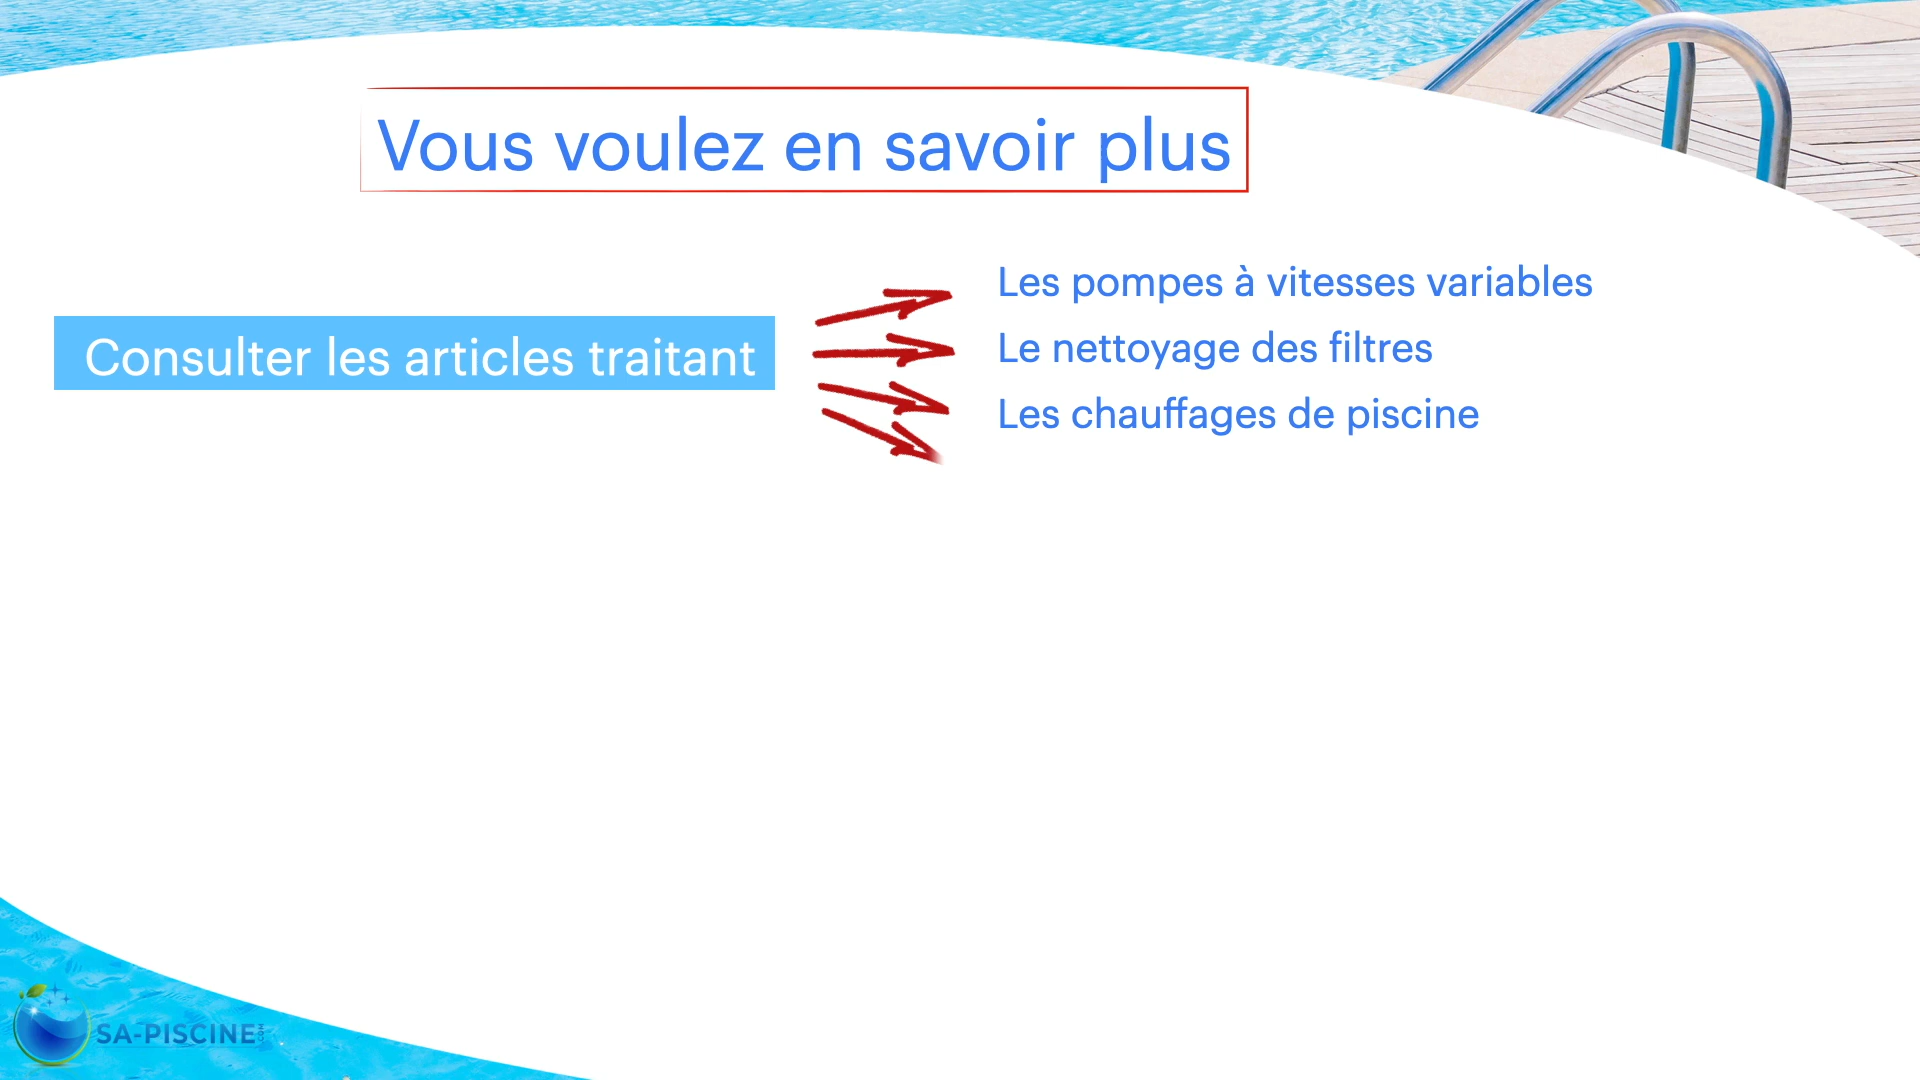 Vous voulez en savoir plus
Consulter les articles traitant
Les pompes à vitesses variables
Le nettoyage des filtres
Les chauffages de piscine
SA-PISCINE.COM